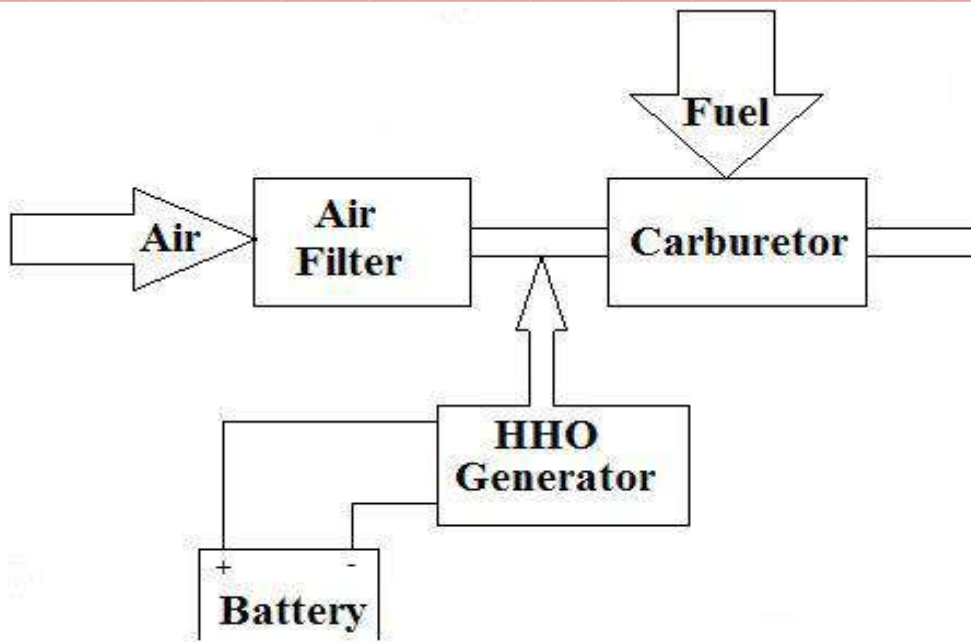 Fuel
Air
Air
Filter
Carburetor
HHO
Generator
+ -
Battery